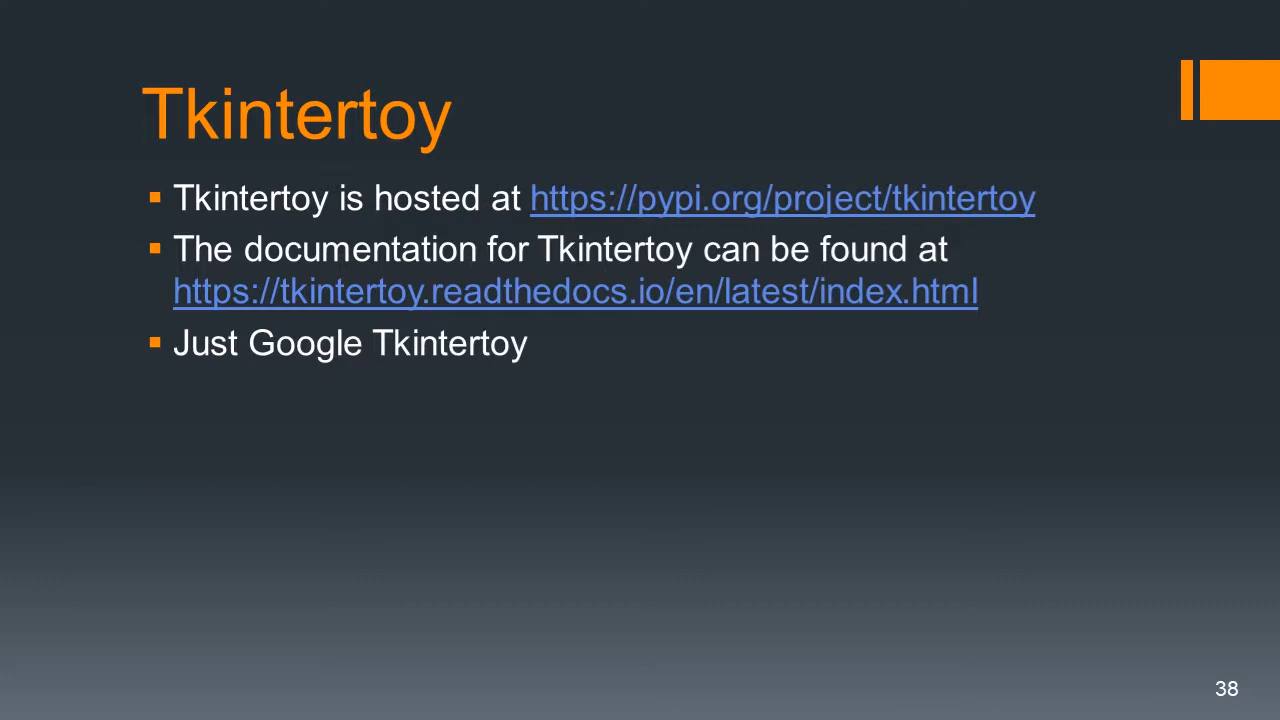 Tkintertoy
Tkintertoy is hosted at https://pypi.org/project/tkintertoy
The documentation for Tkintertoy can be found at
https://tkintertoy.readthedocs.io/en/latest/index.html
Just Google Tkintertoy
38